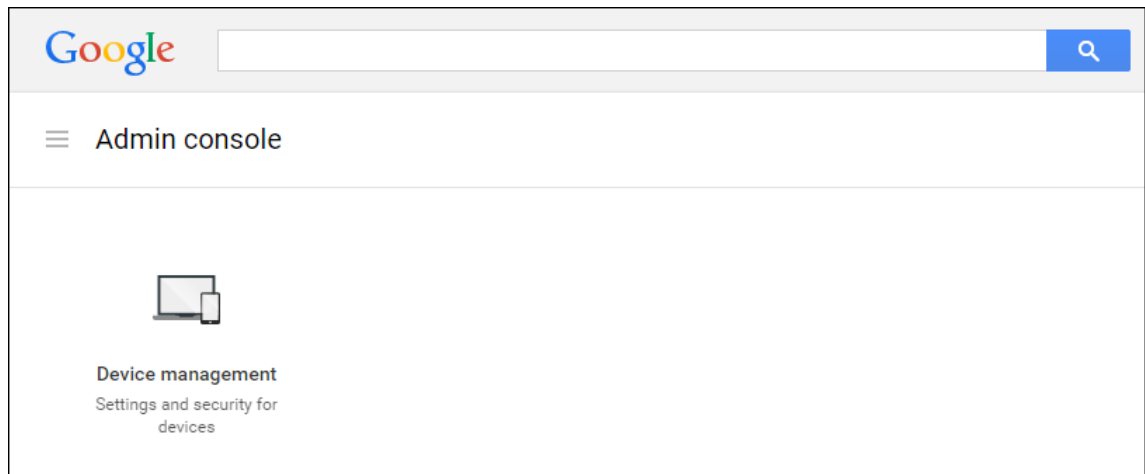 Google
Admin console
Device management
Settings and security for
devices